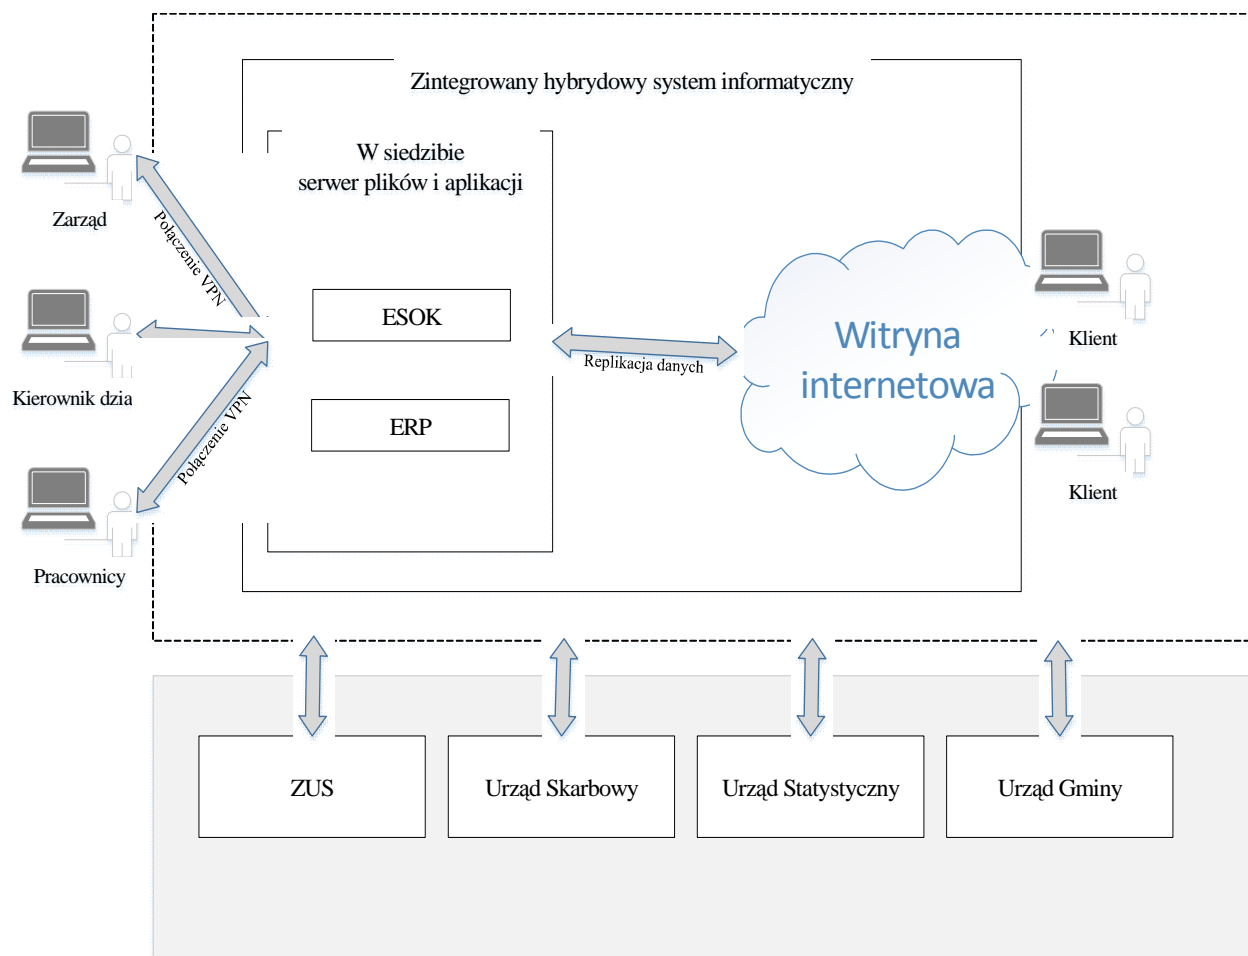 Zintegrowany hybrydowy system informatyczny
W siedzibie
serwer plików i aplikacji
Zarząd
Połączenie VPN
ESOK
Witryna
internetowa
Klient
Replikacja danych
Kierownik dzia
ERP
Połączenie VPN
Klient
Pracownicy
ZUS
Urząd Skarbowy
Urząd Statystyczny
Urząd Gminy